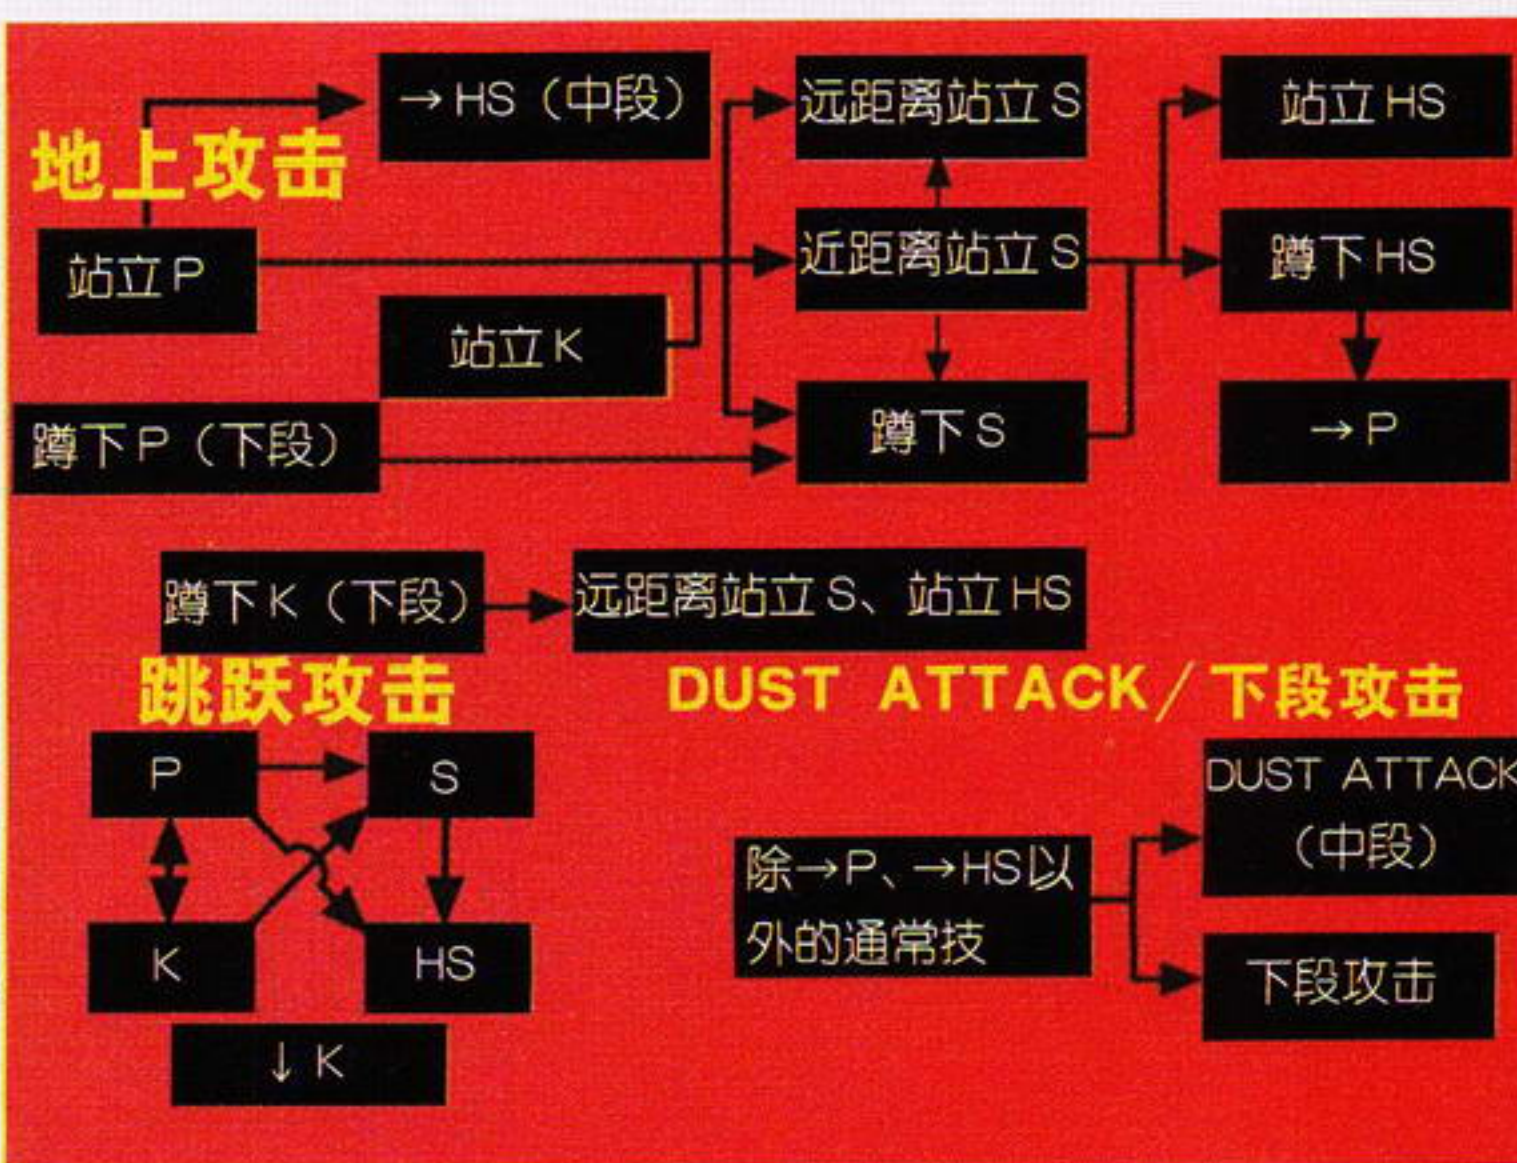 地上攻击
→HS（中段）
远距离站立S
站立HS
站立P
近距离站立S
蹲下HS
站立K
蹲下P（下段）
蹲下S
→P
蹲下K（下段）
远距离站立S、站立HS
跳跃攻击
P
S
K
HS
↓K
DUST ATTACK/下段攻击
除→P、→HS以
外的通常技
DUST ATTACK
（中段）
下段攻击